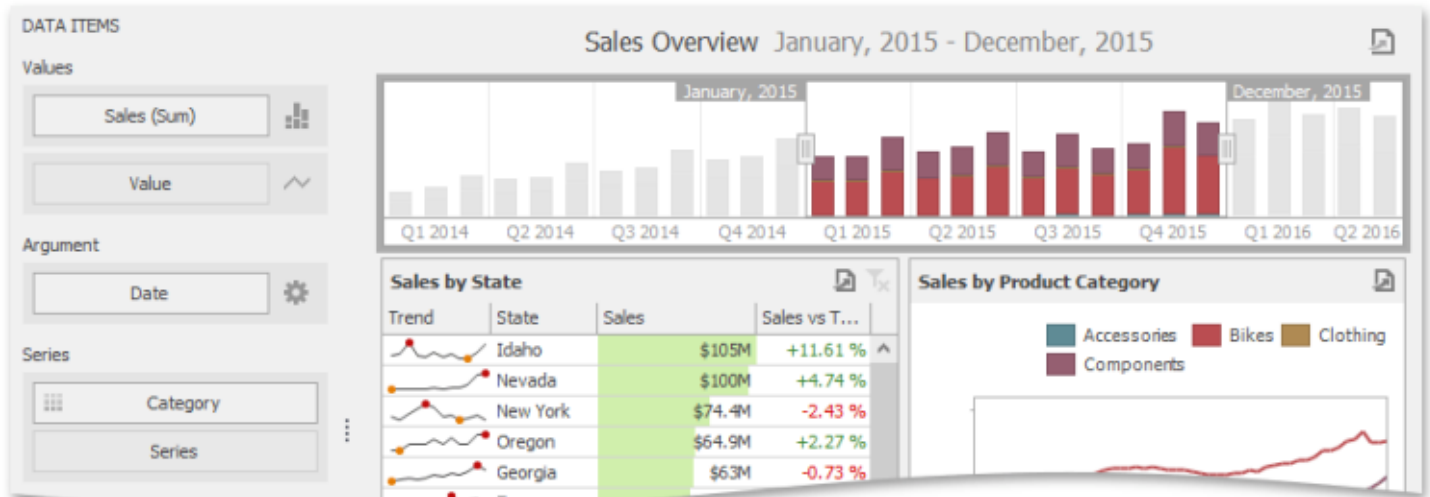 DATA ITEMS
Values
Sales (Sum)
Value
Argument
Date
Series
Category
Series
Sales Overview January, 2015 - December, 2015
January, 2015
December, 2015
Q1 2014 Q2 2014 Q3 2014 Q4 2014 Q1 2015 Q2 2015 Q3 2015 Q4 2015 Q1 2016 Q2 2016
Sales by State
Trend State Sales Sales vs T...
Idaho $105M +11.61 %
Nevada $100M +4.74 %
New York $74.4M -2.43 %
Oregon $64.9M +2.27 %
Georgia $63M -0.73 %
Sales by Product Category
Accessories Bikes Clothing
Components